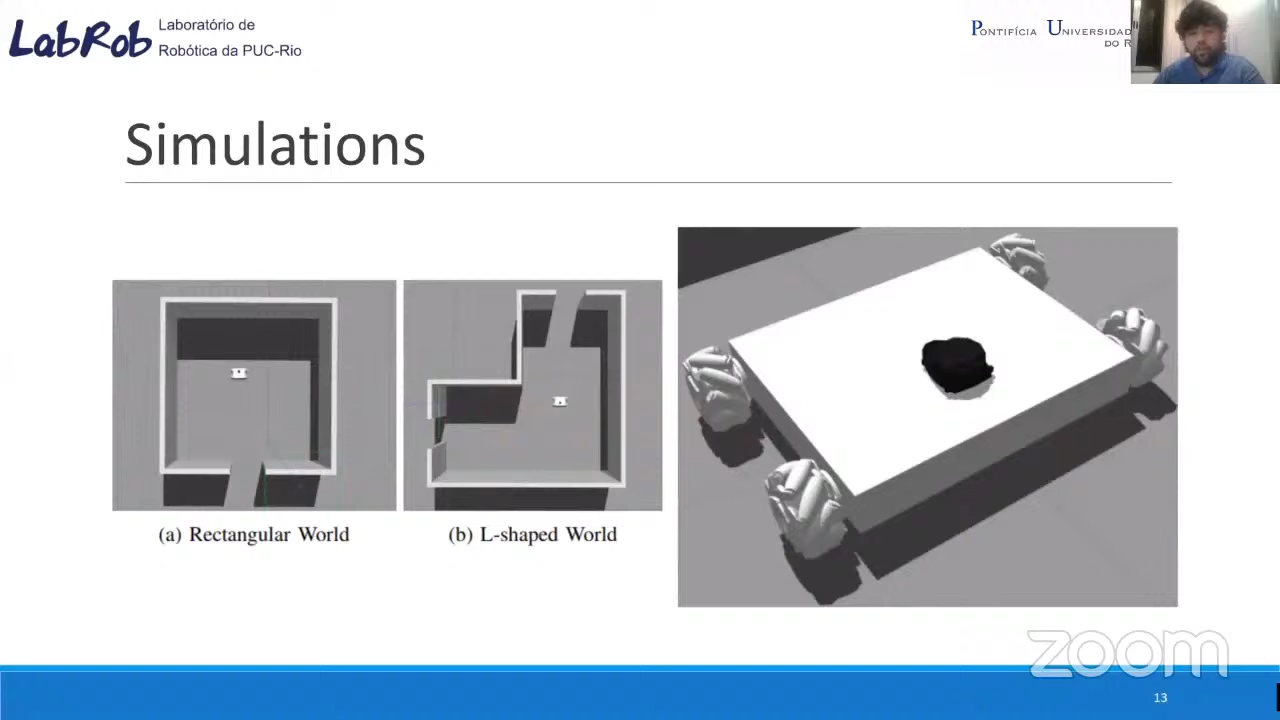 LabRob
Laboratório de
Robótica da PUC-Rio
PONTIFÍCIA UNIVERSIDAD
DO R
Simulations
(a) Rectangular World
(b) L-shaped World
zoom
13